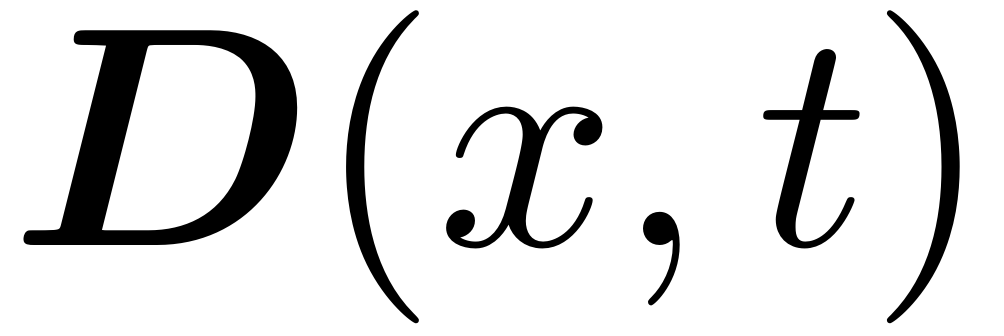 D(x, t)